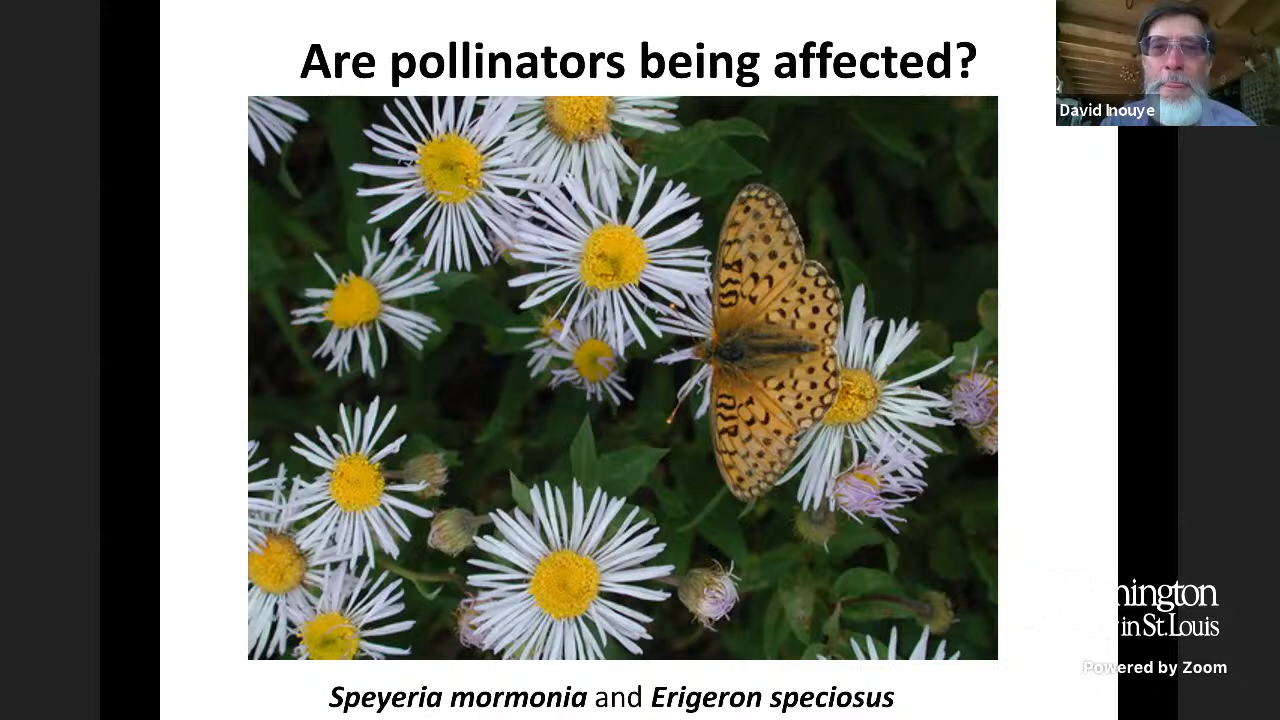 Are pollinators being affected?
David Inouye
in St. Louis
Powered by Zoom
Speyeria mormonia and Erigeron speciosus